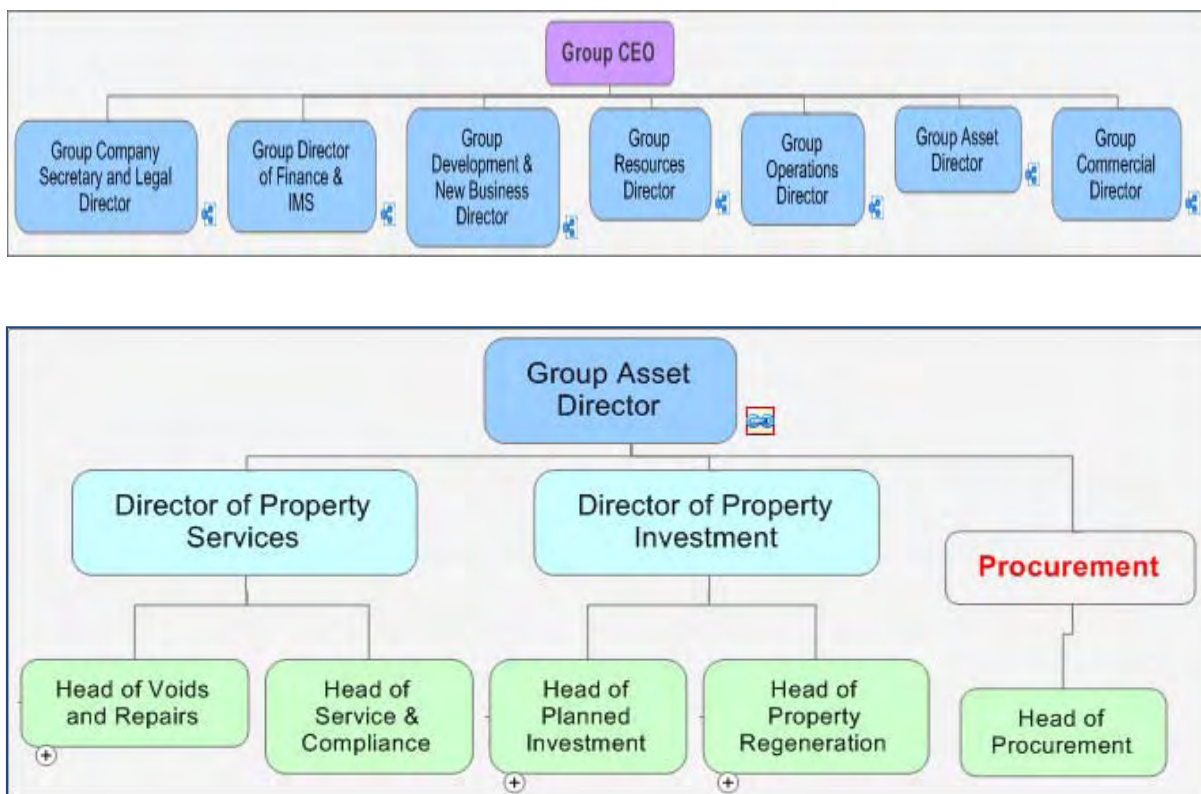 Group CEO
Group Company
Secretary and Legal
Director
Group Director
of Finance &
IMS
Group
Development &
New Business
Director
Group
Resources
Director
Group
Operations
Director
Group Asset
Director
Group
Commercial
Director
Group Asset
Director
Director of Property
Services
Director of Property
Investment
Procurement
Head of Voids
and Repairs
Head of
Service &
Compliance
Head of
Planned
Investment
Head of
Property
Regeneration
Head of
Procurement